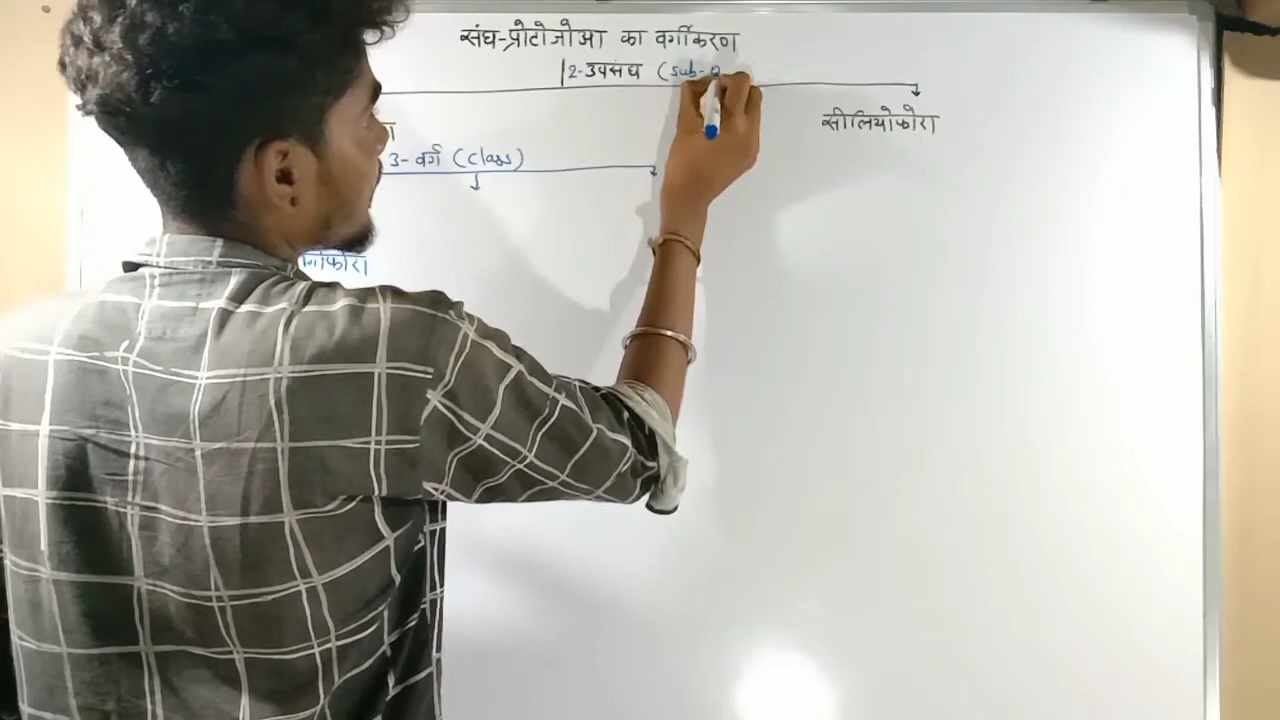 संघ-प्रोटोजोआ का वर्गीकरण
2-उपसंघ (sub-
सीलियोफोरा
3- वर्ग (class)